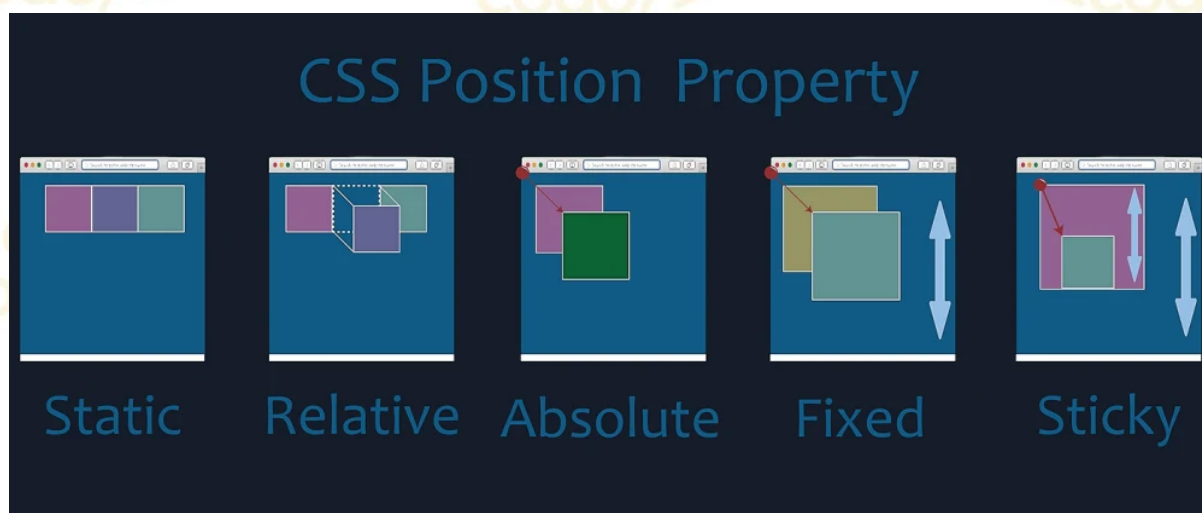 CSS Position Property
Static
Relative
Absolute
Fixed
Sticky